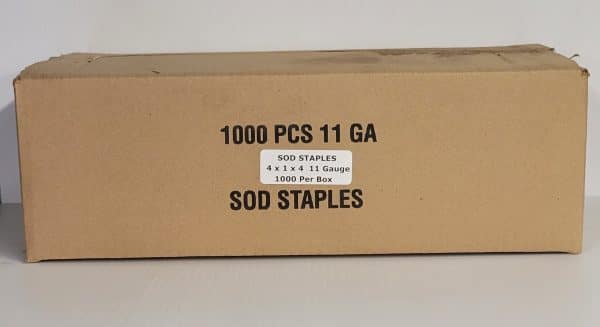 1000 PCS 11 GA
SOD STAPLES
4 x 1 x 4 11 Gauge
1000 Per Box
SOD STAPLES